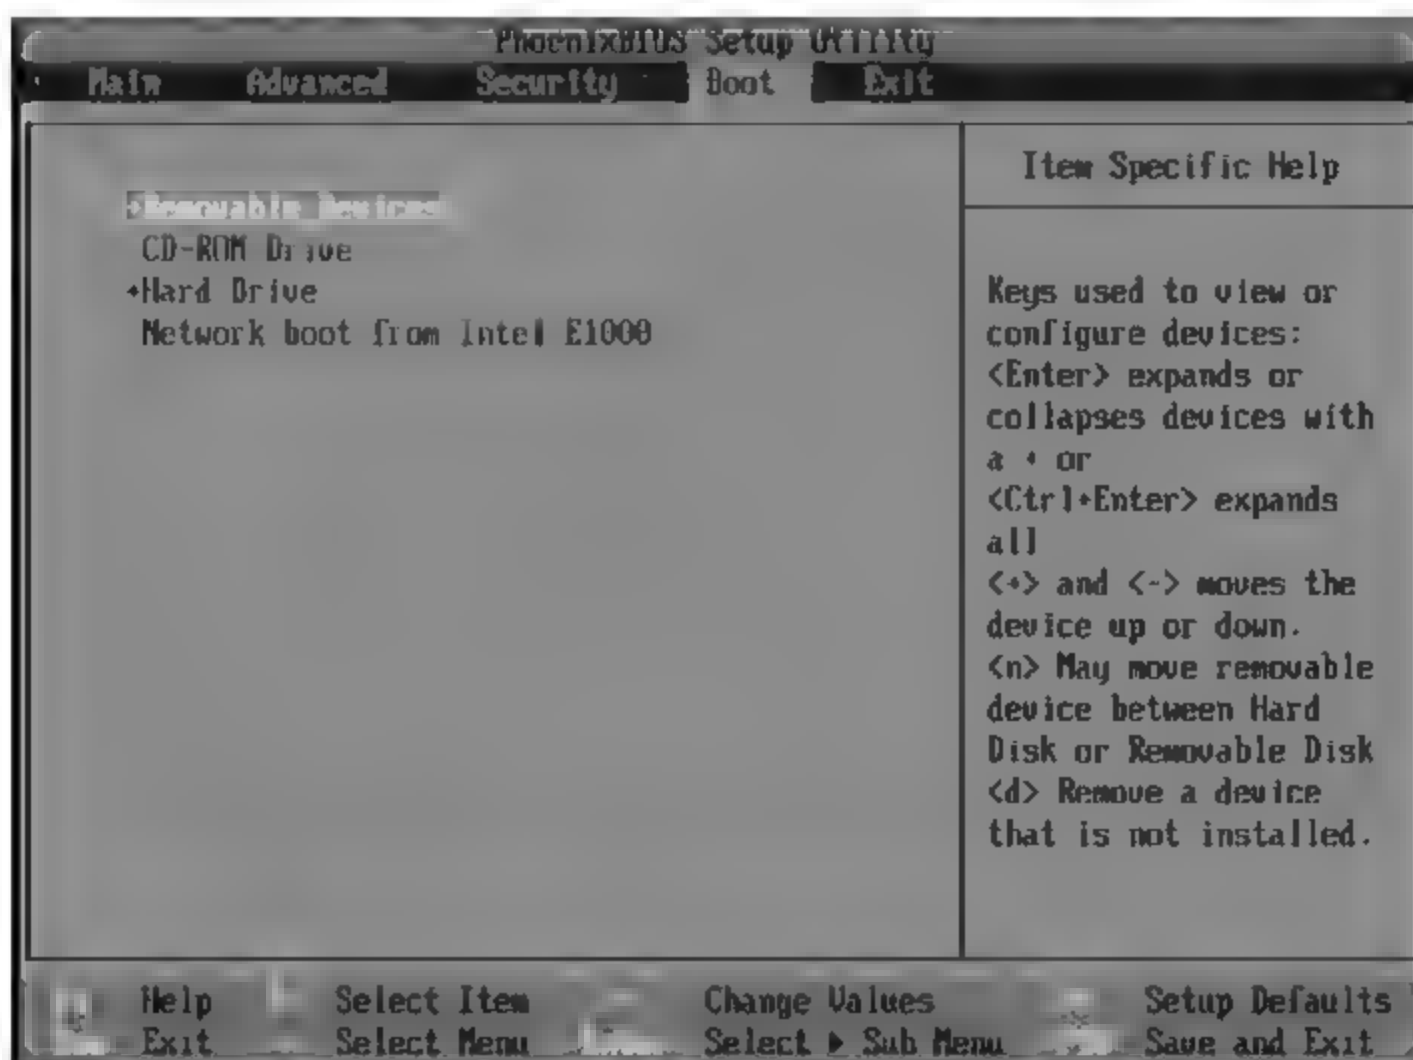 PhoenixBIOS Setup Utility
Main Advanced Security Boot Exit
+Removable Devices
CD-ROM Drive
+Hard Drive
Network boot from Intel E1000
Item Specific Help
Keys used to view or
configure devices:
<Enter> expands or
collapses devices with
a + or
<Ctrl+Enter> expands
all
<+> and <-> moves the
device up or down.
<n> May move removable
device between Hard
Disk or Removable Disk
<d> Remove a device
that is not installed.
Help Select Item Change Values Setup Defaults
Exit Select Menu Select ▶ Sub Menu Save and Exit